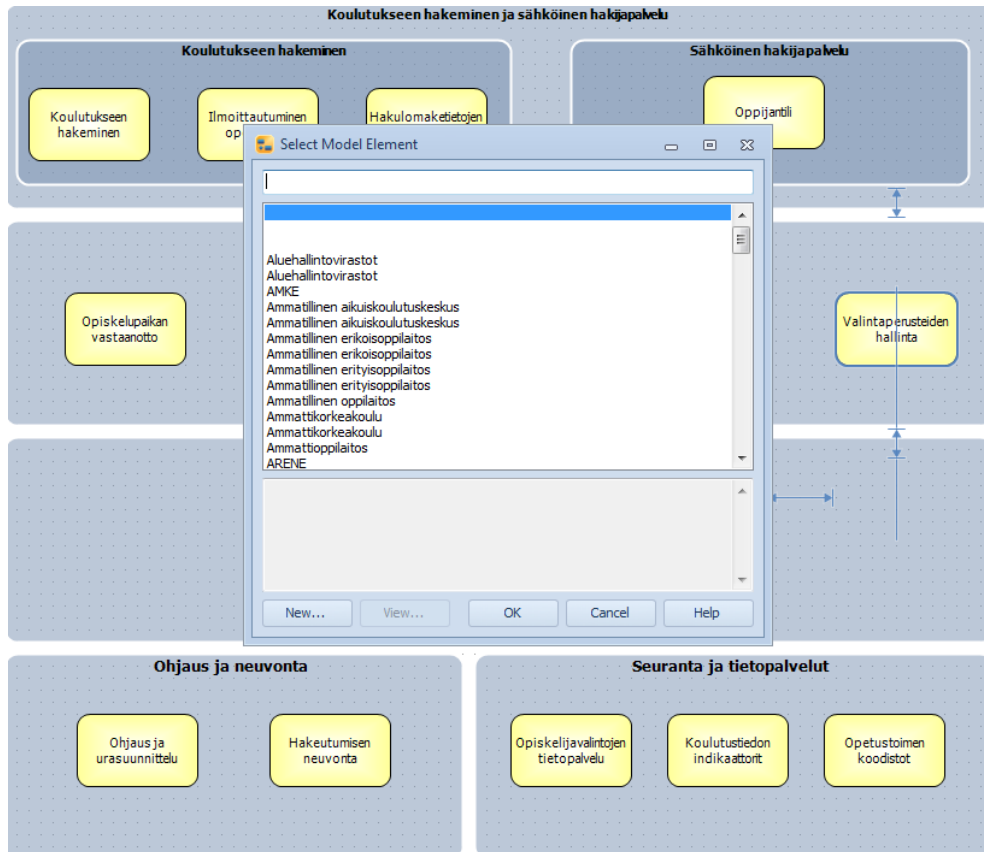 Koulutukseen hakeminen ja sähköinen hakijapalvelu
Koulutukseen hakeminen
Sähköinen hakijapalvelu
Koulutukseen
hakeminen
Ilmoittautuminen
op
Hakulomaketietojen
Oppijantili
Select Model Element
Aluehallintovirastot
Aluehallintovirastot
AMKE
Ammatillinen aikuiskoulutuskeskus
Ammatillinen aikuiskoulutuskeskus
Ammatillinen erikoisoppilaitos
Ammatillinen erikoisoppilaitos
Ammatillinen erityisoppilaitos
Ammatillinen erityisoppilaitos
Ammatillinen oppilaitos
Ammattikorkeakoulu
Ammattikorkeakoulu
Ammattioppilaitos
ARENE
New...
View...
OK
Cancel
Help
Opiskelupaikan
vastaanotto
Valintaperusteiden
hallinta
Ohjaus ja neuvonta
Ohjaus ja
urasuunnittelu
Hakeutumisen
neuvonta
Seuranta ja tietopalvelut
Opiskelijavalintojen
tietopalvelu
Koulutustiedon
indikaattorit
Opetustoimen
koodistot